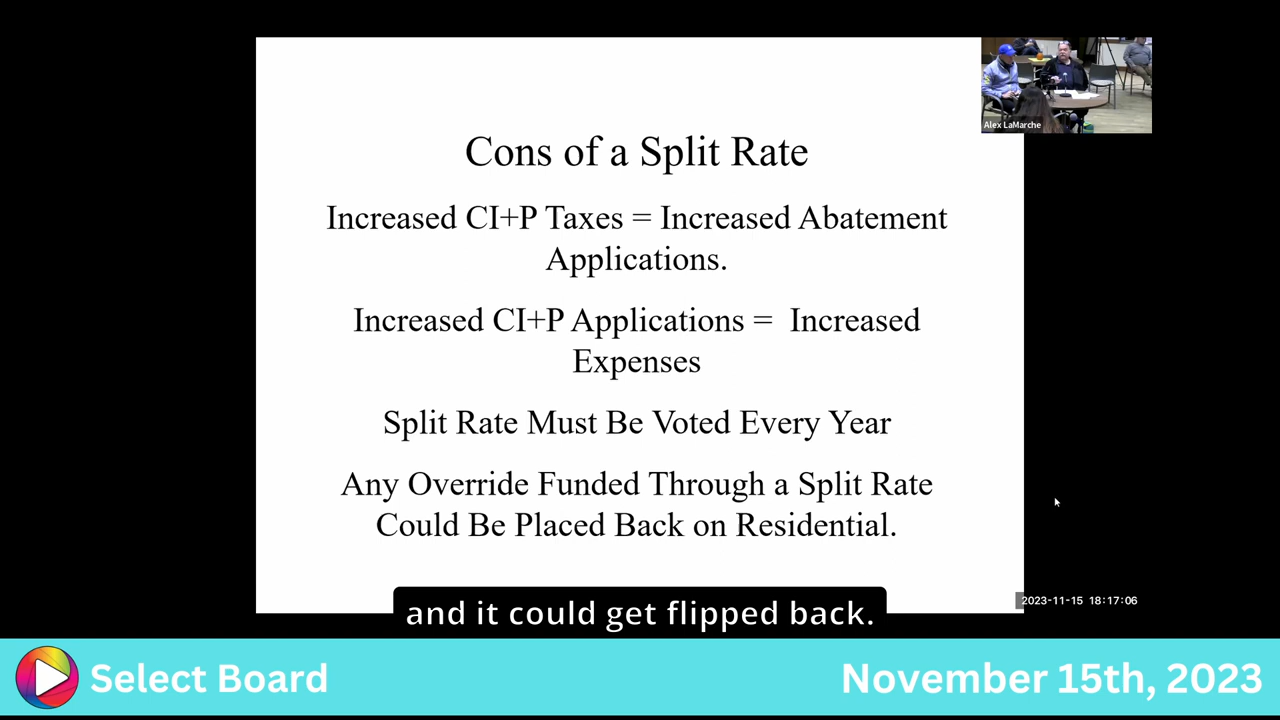 Alex LaMarche
Cons of a Split Rate
Increased CI+P Taxes = Increased Abatement
Applications.
Increased CI+P Applications = Increased
Expenses
Split Rate Must Be Voted Every Year
Any Override Funded Through a Split Rate
Could Be Placed Back on Residential.
2023-11-15 18:17:06
and it could get flipped back.
Select Board
November 15th, 2023